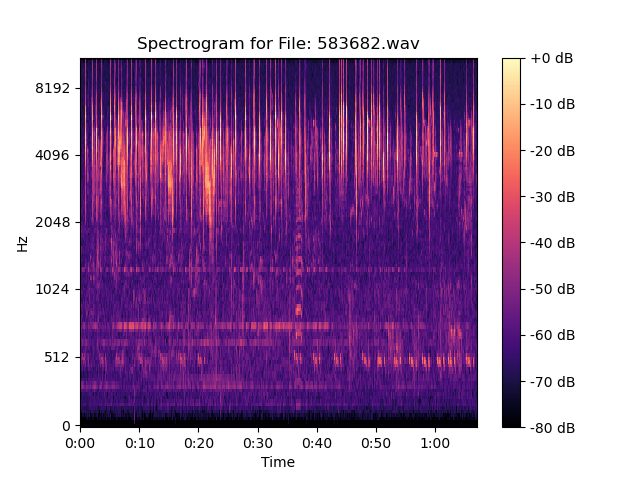 Spectrogram for File: 583682.wav
Hz
8192
4096
2048
1024
512
0
0:00 0:10 0:20 0:30 0:40 0:50 1:00
Time
+0 dB
-10 dB
-20 dB
-30 dB
-40 dB
-50 dB
-60 dB
-70 dB
-80 dB